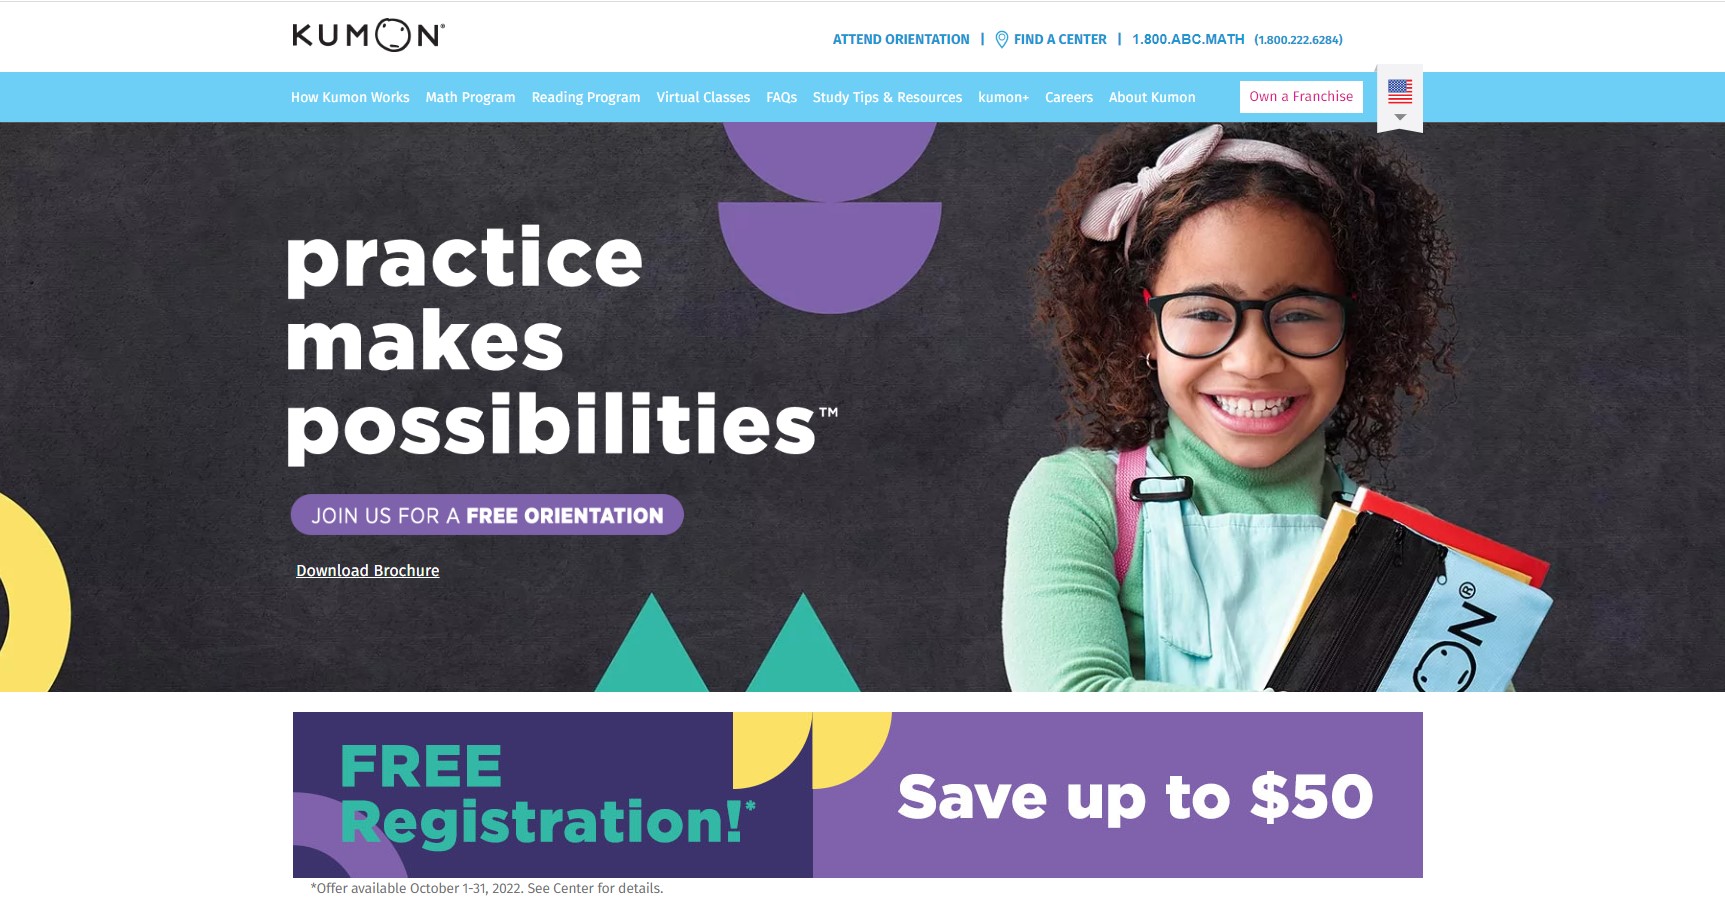 KUMON®
ATTEND ORIENTATION | FIND A CENTER | 1.800.ABC.MATH (1.800.222.6284)
How Kumon Works Math Program Reading Program Virtual Classes FAQs Study Tips & Resources kumon+ Careers About Kumon Own a Franchise
practice
makes
possibilities™
JOIN US FOR A FREE ORIENTATION
Download Brochure
ON®
FREE
Registration!*
Save up to $50
*Offer available October 1-31, 2022. See Center for details.